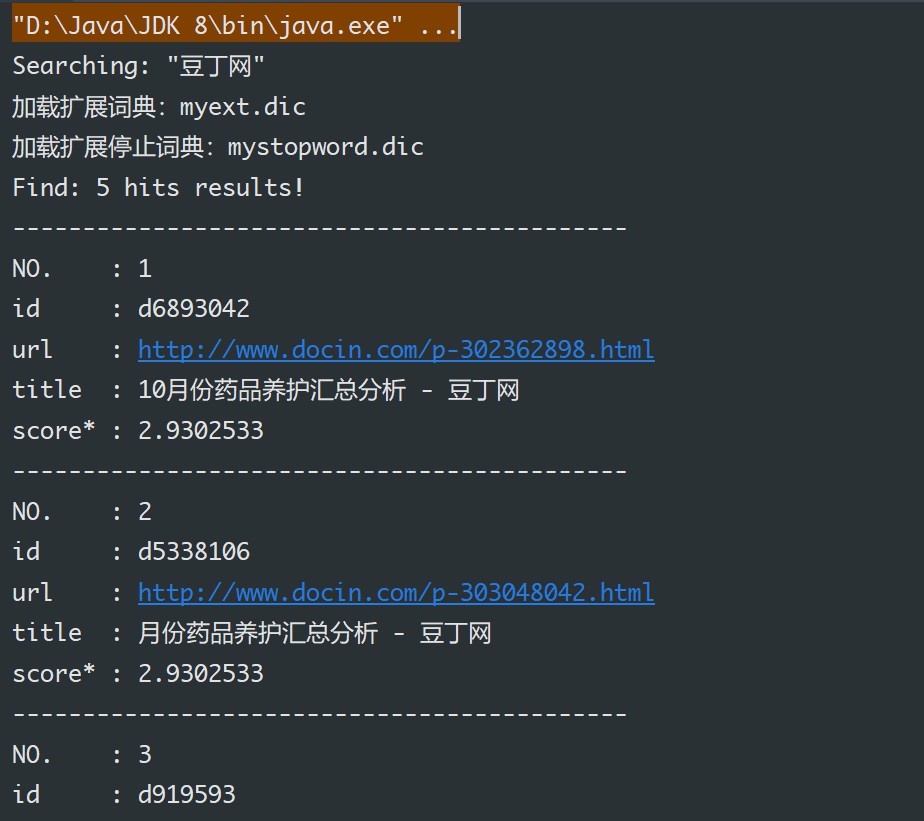 "D:\Java\JDK 8\bin\java.exe" ...
Searching: "豆丁网"
加载扩展词典：myext.dic
加载扩展停止词典：mystopword.dic
Find: 5 hits results!
--------------------------------------------
NO.    : 1
id     : d6893042
url    : http://www.docin.com/p-302362898.html
title  : 10月份药品养护汇总分析 - 豆丁网
score* : 2.9302533
--------------------------------------------
NO.    : 2
id     : d5338106
url    : http://www.docin.com/p-303048042.html
title  : 月份药品养护汇总分析 - 豆丁网
score* : 2.9302533
--------------------------------------------
NO.    : 3
id     : d919593